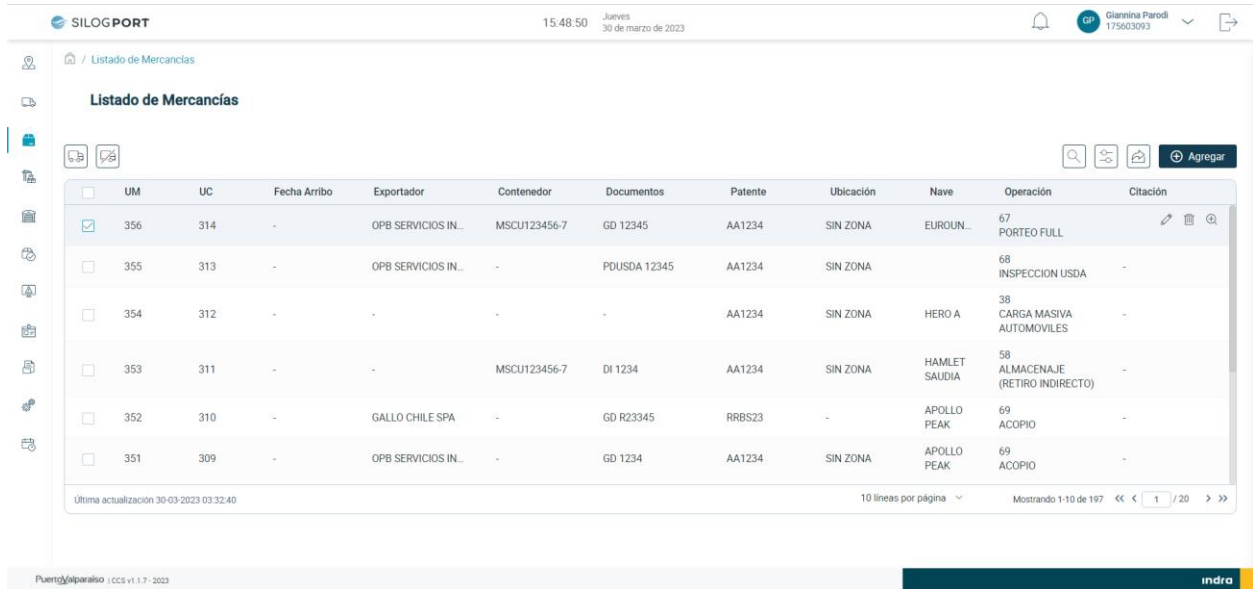 SILOGPORT
15:48:50
Jueves
30 de marzo de 2023
GP
Giannina Parodi
175603093
/ Listado de Mercancías
Listado de Mercancías
Agregar
UM UC Fecha Arribo Exportador Contenedor Documentos Patente Ubicación Nave Operación Citación
356 314 - OPB SERVICIOS IN... MSCU123456-7 GD 12345 AA1234 SIN ZONA EUROUN... 67
PORTEO FULL
355 313 - OPB SERVICIOS IN... - PDUSDA 12345 AA1234 SIN ZONA 68
INSPECCION USDA -
354 312 - - - - AA1234 SIN ZONA HERO A 38
CARGA MASIVA -
AUTOMOVILES
353 311 - - MSCU123456-7 DI 1234 AA1234 SIN ZONA HAMLET 58
SAUDIA ALMACENAJE -
(RETIRO INDIRECTO)
352 310 - GALLO CHILE SPA - GD R23345 RRBS23 - APOLLO 69
PEAK ACOPIO -
351 309 - OPB SERVICIOS IN... - GD 1234 AA1234 SIN ZONA APOLLO 69
PEAK ACOPIO -
Última actualización 30-03-2023 03:32:40 10 líneas por página Mostrando 1-10 de 197 << < 1 / 20 > >>
PuertoValparaíso | CCS v1.1.7 - 2023
indra